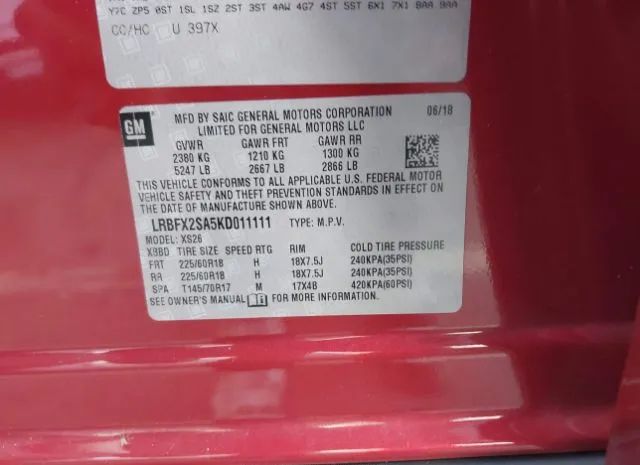 Y7C ZP5 0ST 1SL 1SZ 2ST 3ST 4AW 4G7 4ST 5ST 6X1 7X1 8AA 9AA
CC/HC U 397X
GM
MFD BY SAIC GENERAL MOTORS CORPORATION 06/18
LIMITED FOR GENERAL MOTORS LLC
GVWR GAWR FRT GAWR RR
2380 KG 1210 KG 1300 KG
5247 LB 2667 LB 2866 LB
THIS VEHICLE CONFORMS TO ALL APPLICABLE U.S. FEDERAL MOTOR
VEHICLE SAFETY AND THEFT PREVENTION STANDARDS IN EFFECT ON
THE DATE OF MANUFACTURE SHOWN ABOVE.
LRBFX2SA5KD011111 TYPE: M.P.V.
MODEL: XS26
XBBD TIRE SIZE SPEED RTG RIM COLD TIRE PRESSURE
FRT 225/60R18 H 18X7.5J 240KPA(35PSI)
RR 225/60R18 H 18X7.5J 240KPA(35PSI)
SPA T145/70R17 M 17X4B 420KPA(60PSI)
SEE OWNER'S MANUAL FOR MORE INFORMATION.